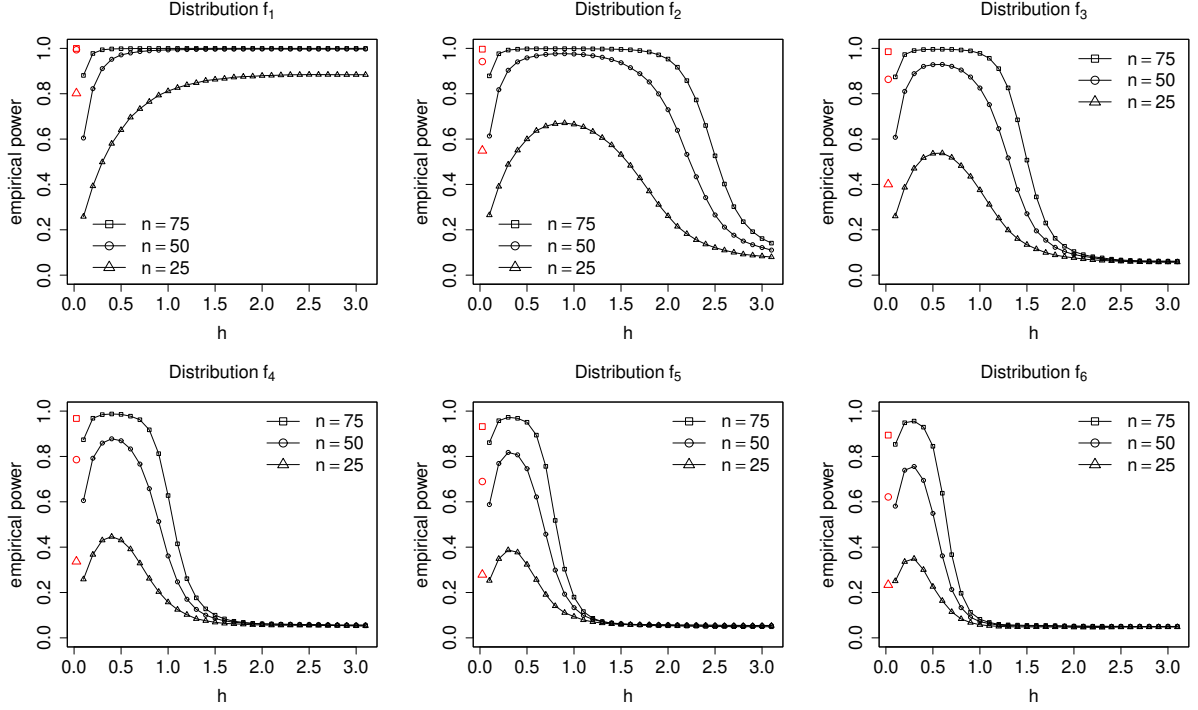 Distribution f₁
Distribution f₂
Distribution f₃
empirical power
0.0 0.2 0.4 0.6 0.8 1.0
n = 75
n = 50
n = 25
0.0 0.5 1.0 1.5 2.0 2.5 3.0
h
empirical power
0.0 0.2 0.4 0.6 0.8 1.0
n = 75
n = 50
n = 25
0.0 0.5 1.0 1.5 2.0 2.5 3.0
h
empirical power
0.0 0.2 0.4 0.6 0.8 1.0
n = 75
n = 50
n = 25
0.0 0.5 1.0 1.5 2.0 2.5 3.0
h
Distribution f₄
Distribution f₅
Distribution f₆
empirical power
0.0 0.2 0.4 0.6 0.8 1.0
n = 75
n = 50
n = 25
0.0 0.5 1.0 1.5 2.0 2.5 3.0
h
empirical power
0.0 0.2 0.4 0.6 0.8 1.0
n = 75
n = 50
n = 25
0.0 0.5 1.0 1.5 2.0 2.5 3.0
h
empirical power
0.0 0.2 0.4 0.6 0.8 1.0
n = 75
n = 50
n = 25
0.0 0.5 1.0 1.5 2.0 2.5 3.0
h